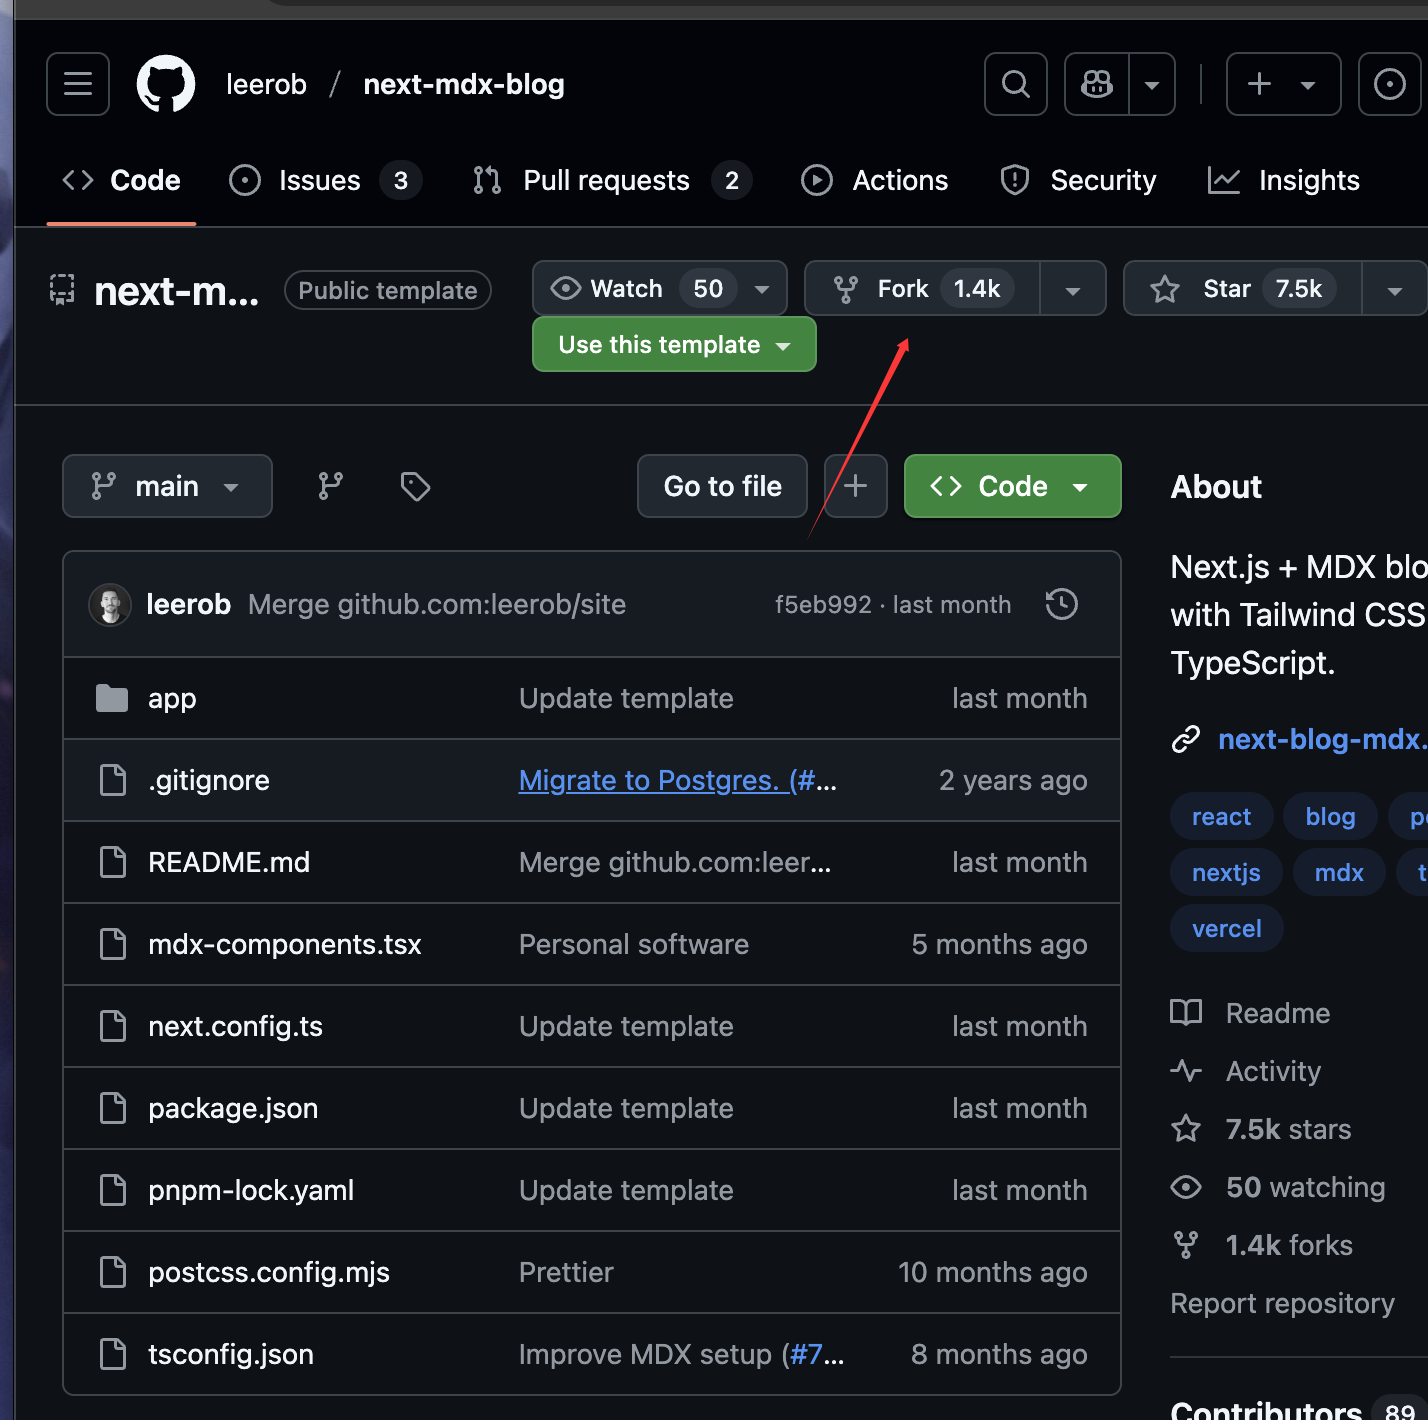 leerob / next-mdx-blog
Code Issues 3 Pull requests 2 Actions Security Insights
next-m... Public template Watch 50 Fork 1.4k Star 7.5k
Use this template
main Go to file Code
leerob Merge github.com:leerob/site f5eb992 · last month
app Update template last month
.gitignore Migrate to Postgres. (#... 2 years ago
README.md Merge github.com:leer... last month
mdx-components.tsx Personal software 5 months ago
next.config.ts Update template last month
package.json Update template last month
pnpm-lock.yaml Update template last month
postcss.config.mjs Prettier 10 months ago
tsconfig.json Improve MDX setup (#7... 8 months ago
About
Next.js + MDX blo
with Tailwind CSS
TypeScript.
next-blog-mdx.
react blog
nextjs mdx
vercel
Readme
Activity
7.5k stars
50 watching
1.4k forks
Report repository
Contributors 89